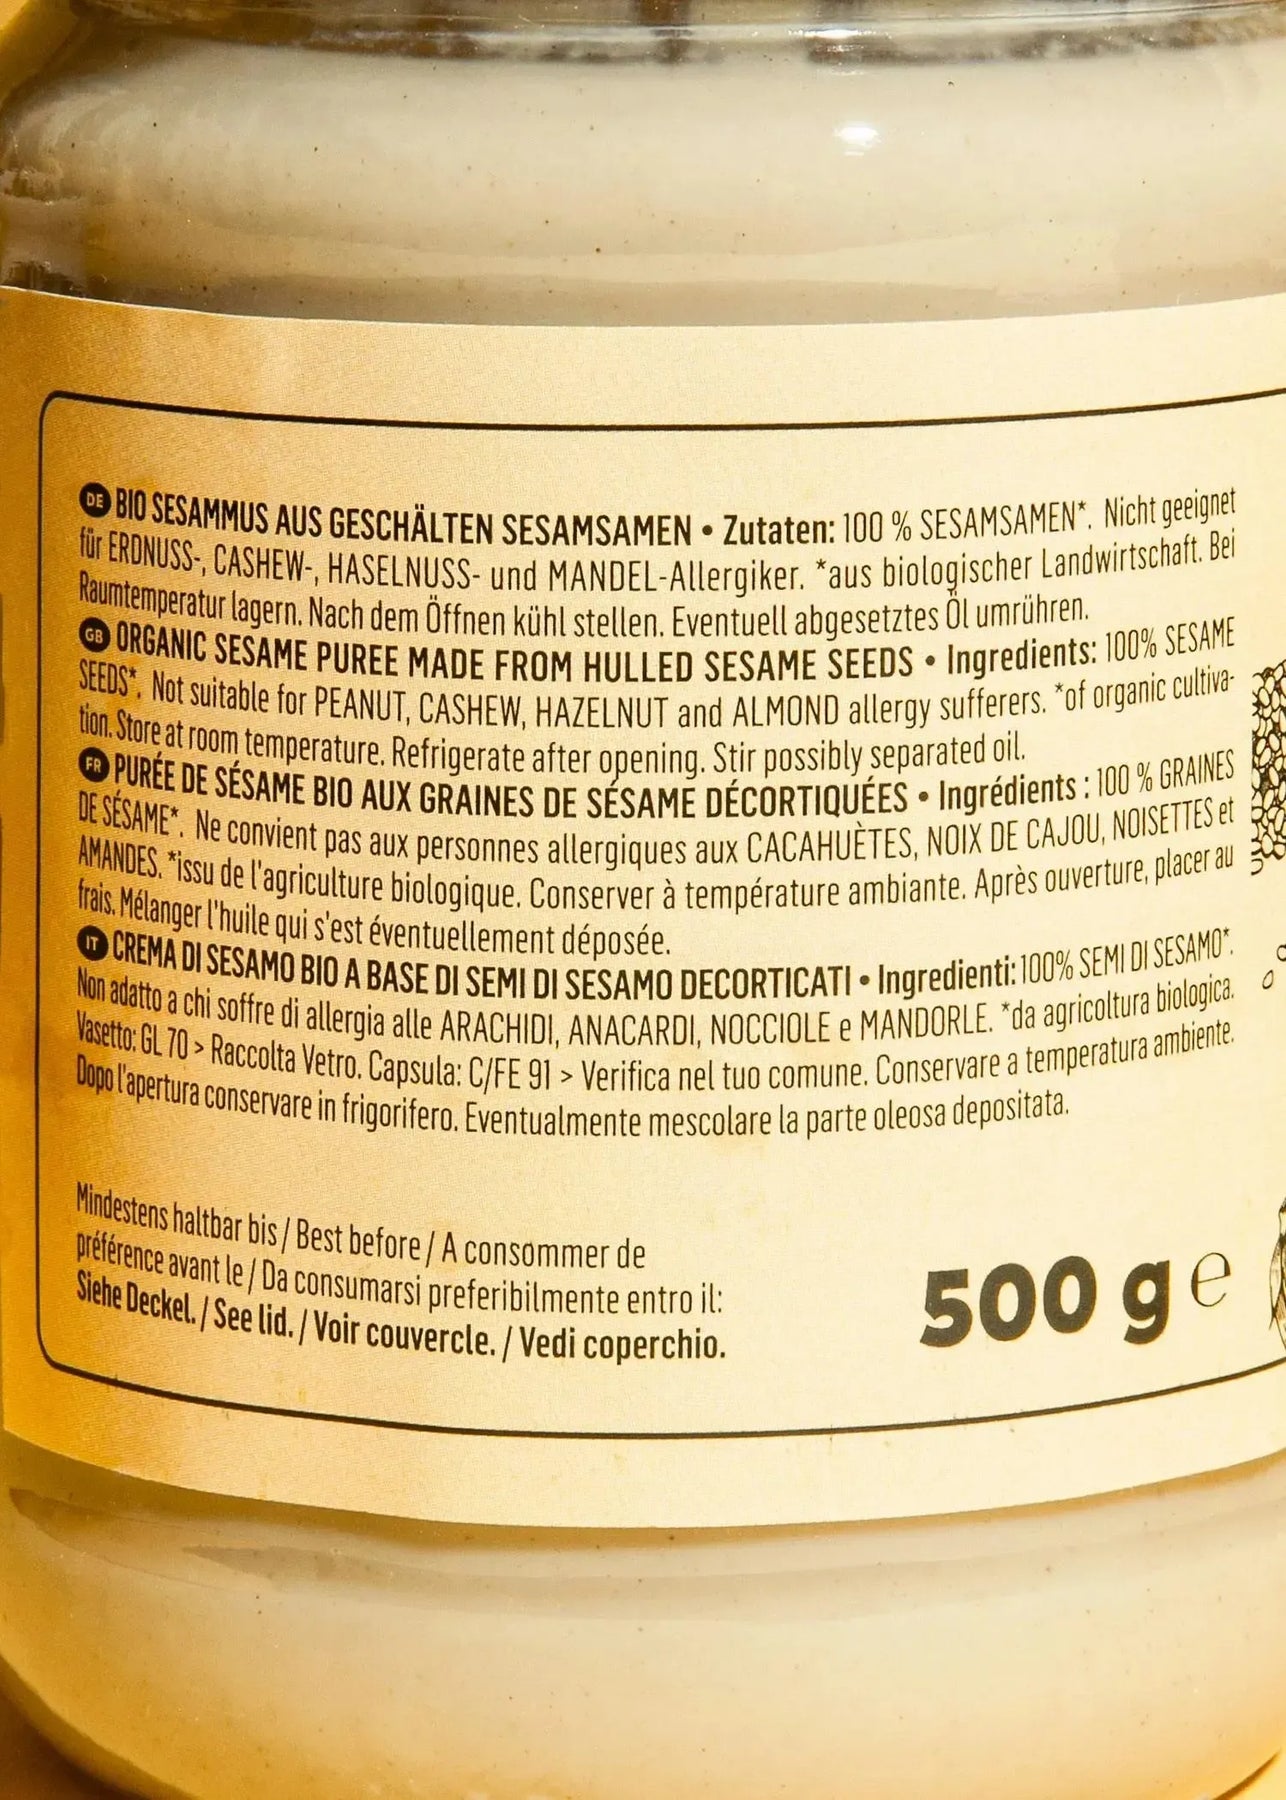 DE BIO SESAMMUS AUS GESCHÄLTEN SESAMSAMEN • Zutaten: 100 % SESAMSAMEN*. Nicht geeignet
für ERDNUSS-, CASHEW-, HASELNUSS- und MANDEL-Allergiker. *aus biologischer Landwirtschaft. Bei
Raumtemperatur lagern. Nach dem Öffnen kühl stellen. Eventuell abgesetztes Öl umrühren.
GB ORGANIC SESAME PUREE MADE FROM HULLED SESAME SEEDS • Ingredients: 100% SESAME
SEEDS*. Not suitable for PEANUT, CASHEW, HAZELNUT and ALMOND allergy sufferers. *of organic cultiva-
tion. Store at room temperature. Refrigerate after opening. Stir possibly separated oil.
FR PURÉE DE SÉSAME BIO AUX GRAINES DE SÉSAME DÉCORTIQUÉES • Ingrédients : 100 % GRAINES
DE SÉSAME*. Ne convient pas aux personnes allergiques aux CACAHUÈTES, NOIX DE CAJOU, NOISETTES et
AMANDES. *issu de l'agriculture biologique. Conserver à température ambiante. Après ouverture, placer au
frais. Mélanger l'huile qui s'est éventuellement déposée.
IT CREMA DI SESAMO BIO A BASE DI SEMI DI SESAMO DECORTICATI • Ingredienti: 100% SEMI DI SESAMO*.
Non adatto a chi soffre di allergia alle ARACHIDI, ANACARDI, NOCCIOLE e MANDORLE. *da agricoltura biologica.
Vasetto: GL 70 > Raccolta Vetro. Capsula: C/FE 91 > Verifica nel tuo comune. Conservare a temperatura ambiente.
Dopo l'apertura conservare in frigorifero. Eventualmente mescolare la parte oleosa depositata.
Mindestens haltbar bis / Best before / A consommer de
préférence avant le / Da consumarsi preferibilmente entro il:
Siehe Deckel. / See lid. / Voir couvercle. / Vedi coperchio.
500 g e